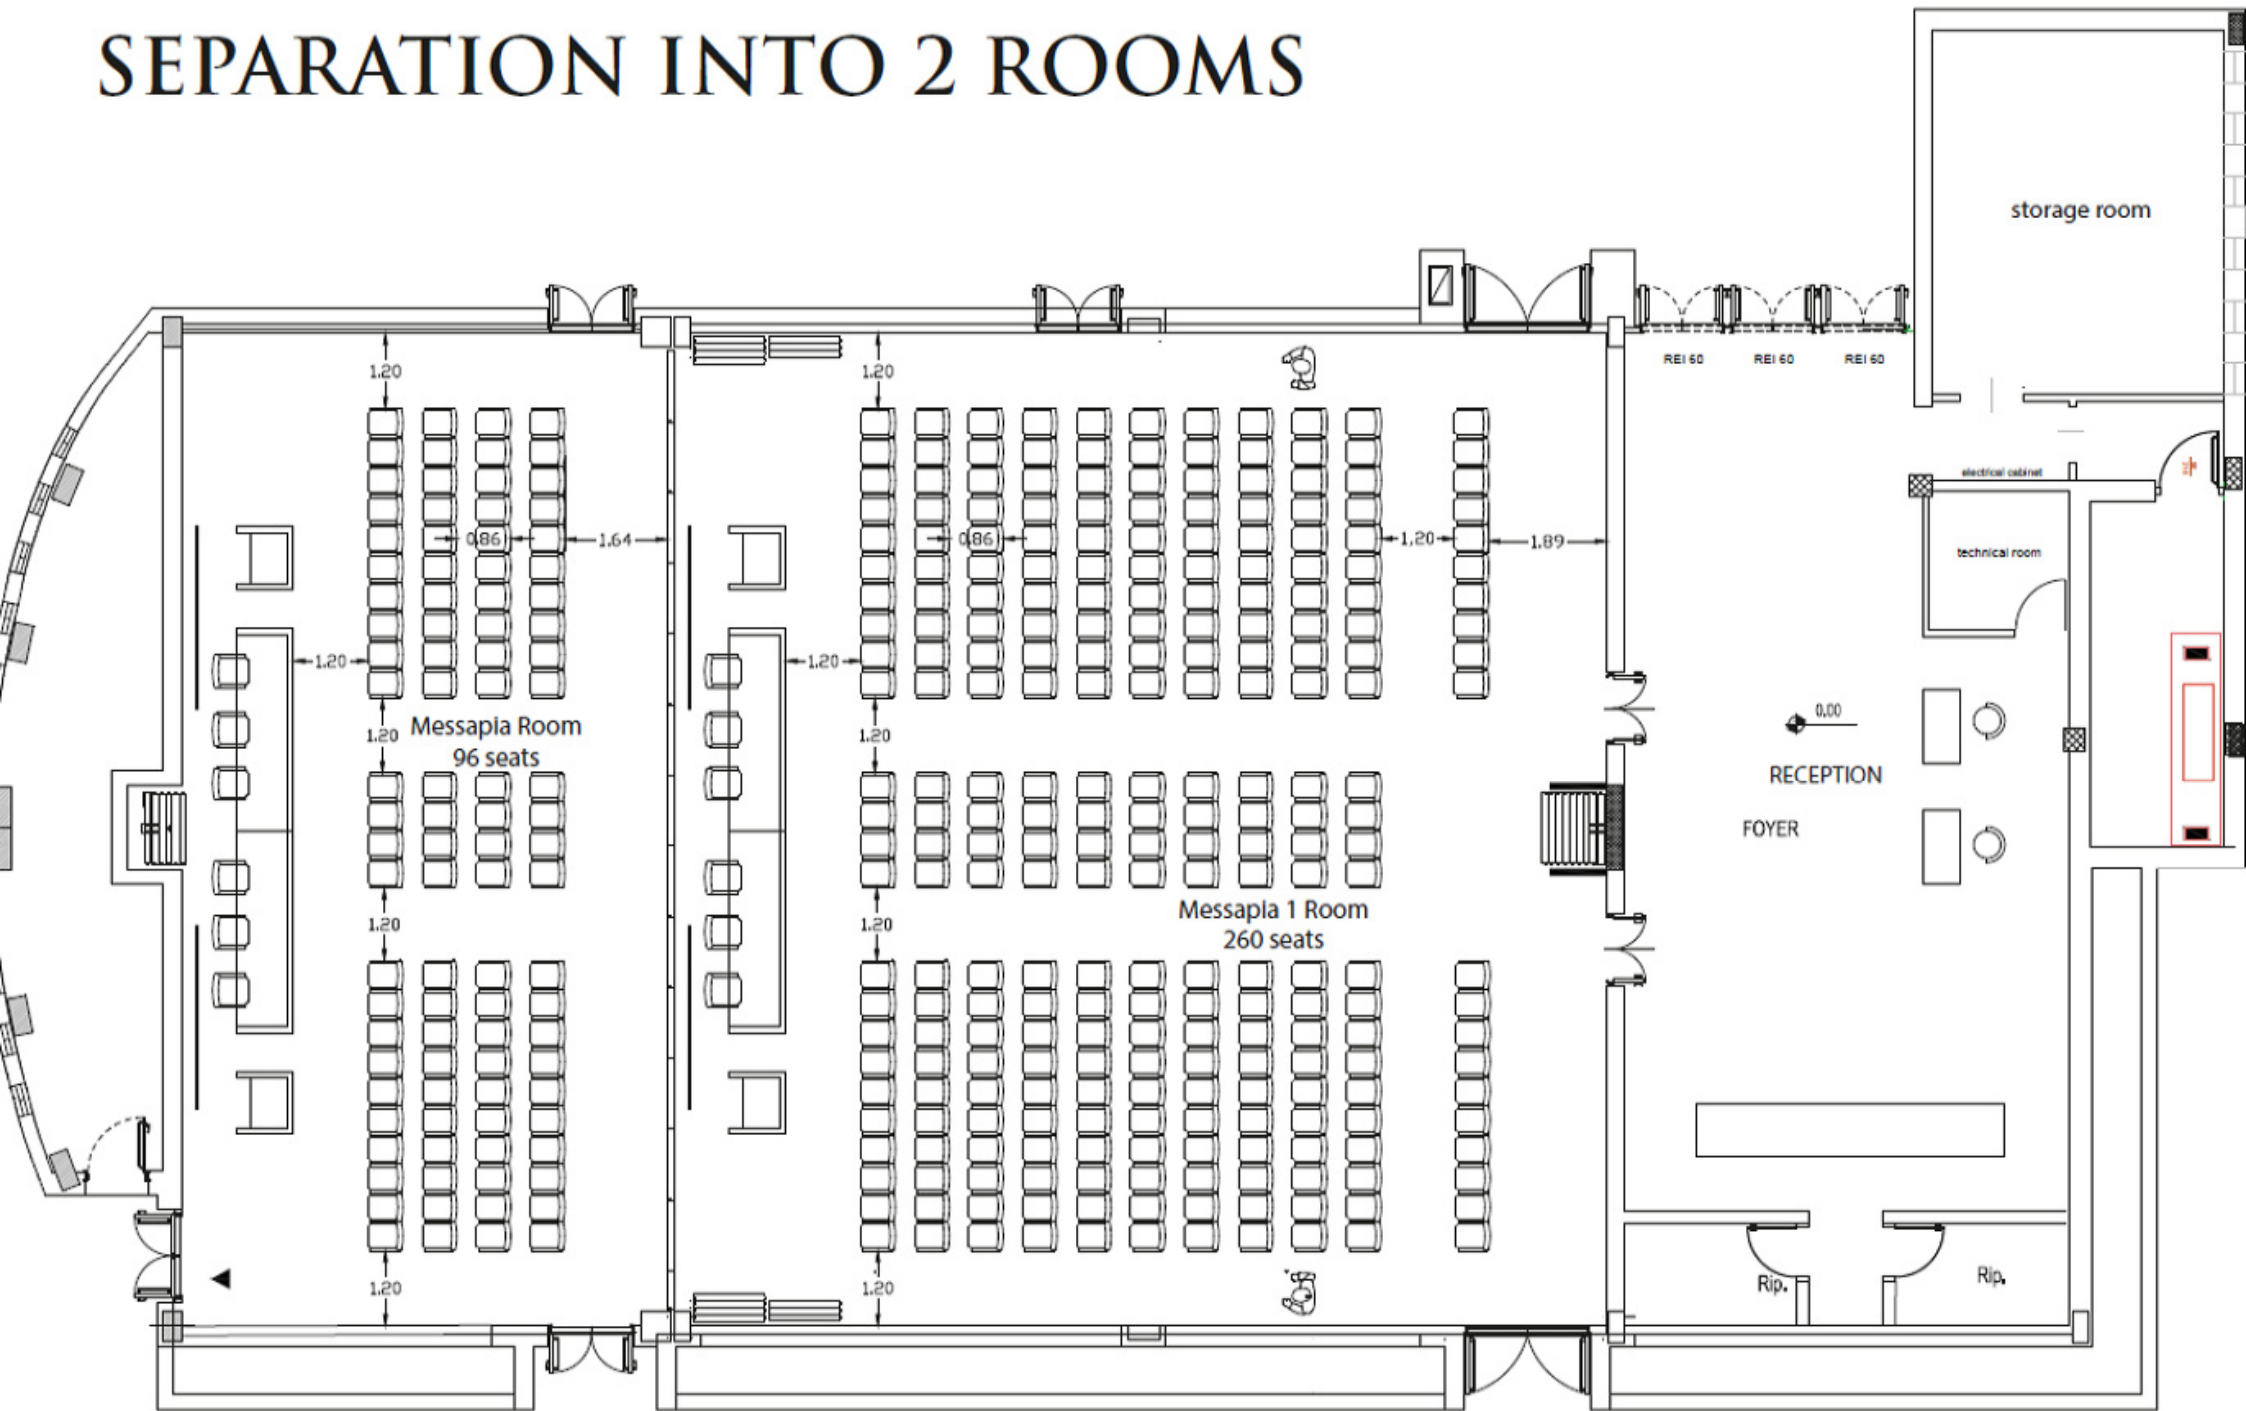 SEPARATION INTO 2 ROOMS
storage room
REI 60
REI 60
REI 60
1.20
1.20
electrical cabinet
0.86
1.64
0.86
1.20
1.89
technical room
1.20
1.20
Messapia Room
96 seats
1.20
1.20
0.00
RECEPTION
FOYER
Messapia 1 Room
260 seats
1.20
1.20
1.20
1.20
Rip.
Rip.